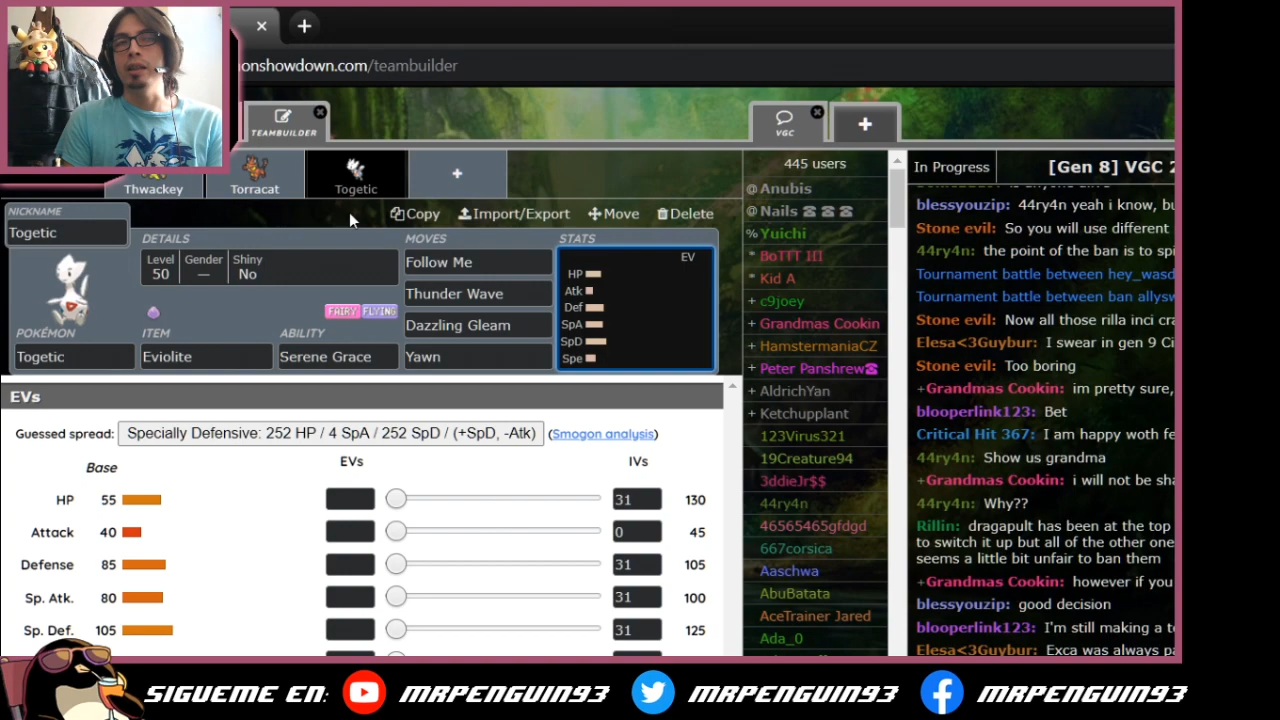 onshowdown.com/teambuilder
TEAMBUILDER
VGC
Thwackey
Torracat
Togetic
Copy
Import/Export
Move
Delete
NICKNAME
Togetic
DETAILS
Level
50
Gender
—
Shiny
No
FAIRY
FLYING
POKÉMON
Togetic
ITEM
Eviolite
ABILITY
Serene Grace
MOVES
Follow Me
Thunder Wave
Dazzling Gleam
Yawn
STATS
EV
HP
Atk
Def
SpA
SpD
Spe
EVs
Guessed spread: Specially Defensive: 252 HP / 4 SpA / 252 SpD / (+SpD, -Atk) (Smogon analysis)
Base EVs IVs
HP 55 31 130
Attack 40 0 45
Defense 85 31 105
Sp. Atk. 80 31 100
Sp. Def. 105 31 125
445 users
@Anubis
@Nails ☎ ☎ ☎
%Yuichi
* BoTTT III
* Kid A
+ c9joey
+ Grandmas Cookin
+ HamstermaniaCZ
+ Peter Panshrew☎
+ AldrichYan
+ Ketchupplant
123Virus321
19Creature94
3ddieJr$$
44ry4n
46565465gfdgd
667corsica
Aaschwa
AbuBatata
AceTrainer Jared
Ada_0
In Progress
[Gen 8] VGC 2
blessyouzip: 44ry4n yeah i know, bu
Stone evil: So you will use different
44ry4n: the point of the ban is to spi
Tournament battle between hey_wasd
Tournament battle between ban allysw
Stone evil: Now all those rilla inci cra
Elesa<3Guybur: I swear in gen 9 Ci
Stone evil: Too boring
+Grandmas Cookin: im pretty sure,
blooperlink123: Bet
Critical Hit 367: I am happy woth fe
44ry4n: Show us grandma
+Grandmas Cookin: i will not be sha
44ry4n: Why??
Rillin: dragapult has been at the top
to switch it up but all of the other one
seems a little bit unfair to ban them
+Grandmas Cookin: however if you
blessyouzip: good decision
blooperlink123: I'm still making a t
Elesa<3Guybur: Exca was always pa
SIGUEME EN: MRPENGUIN93 MRPENGUIN93 MRPENGUIN93